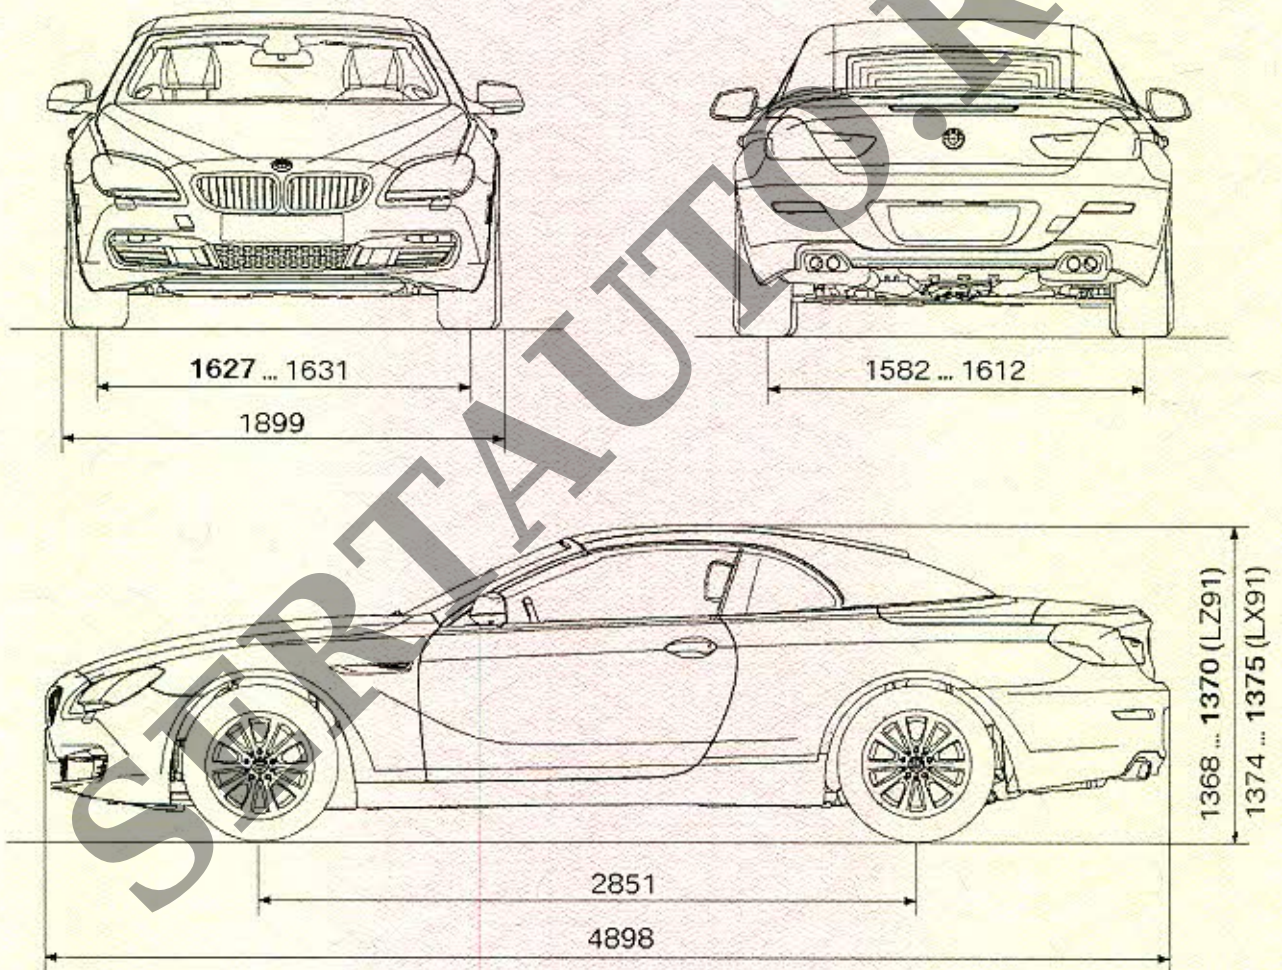 1627 ... 1631
1899
1582 ... 1612
1368 ... 1370 (LZ91)
1374 ... 1375 (LX91)
2851
4898
SERTAUTO.R